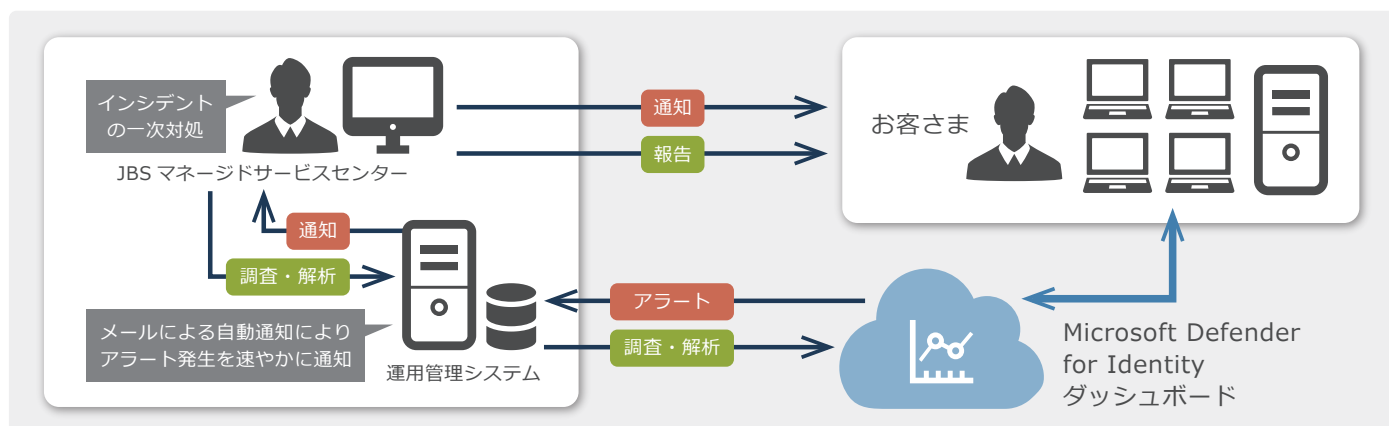 インシデント
の一次対処
JBS マネージドサービスセンター
通知
報告
お客さま
通知
調査・解析
メールによる自動通知により
アラート発生を速やかに通知
運用管理システム
アラート
調査・解析
Microsoft Defender
for Identity
ダッシュボード